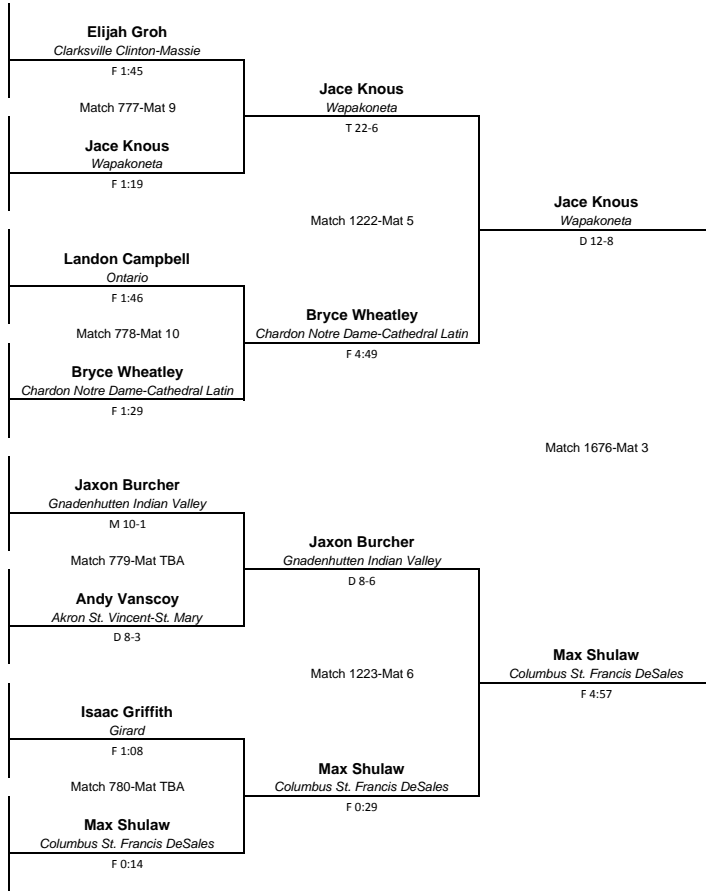 Elijah Groh
Clarksville Clinton-Massie
F 1:45
Match 777-Mat 9
Jace Knous
Wapakoneta
F 1:19
Jace Knous
Wapakoneta
T 22-6
Landon Campbell
Ontario
F 1:46
Match 778-Mat 10
Bryce Wheatley
Chardon Notre Dame-Cathedral Latin
F 1:29
Match 1222-Mat 5
Bryce Wheatley
Chardon Notre Dame-Cathedral Latin
F 4:49
Jace Knous
Wapakoneta
D 12-8
Match 1676-Mat 3
Jaxon Burcher
Gnadenhutten Indian Valley
M 10-1
Match 779-Mat TBA
Andy Vanscoy
Akron St. Vincent-St. Mary
D 8-3
Jaxon Burcher
Gnadenhutten Indian Valley
D 8-6
Match 1223-Mat 6
Isaac Griffith
Girard
F 1:08
Match 780-Mat TBA
Max Shulaw
Columbus St. Francis DeSales
F 0:14
Max Shulaw
Columbus St. Francis DeSales
F 0:29
Max Shulaw
Columbus St. Francis DeSales
F 4:57